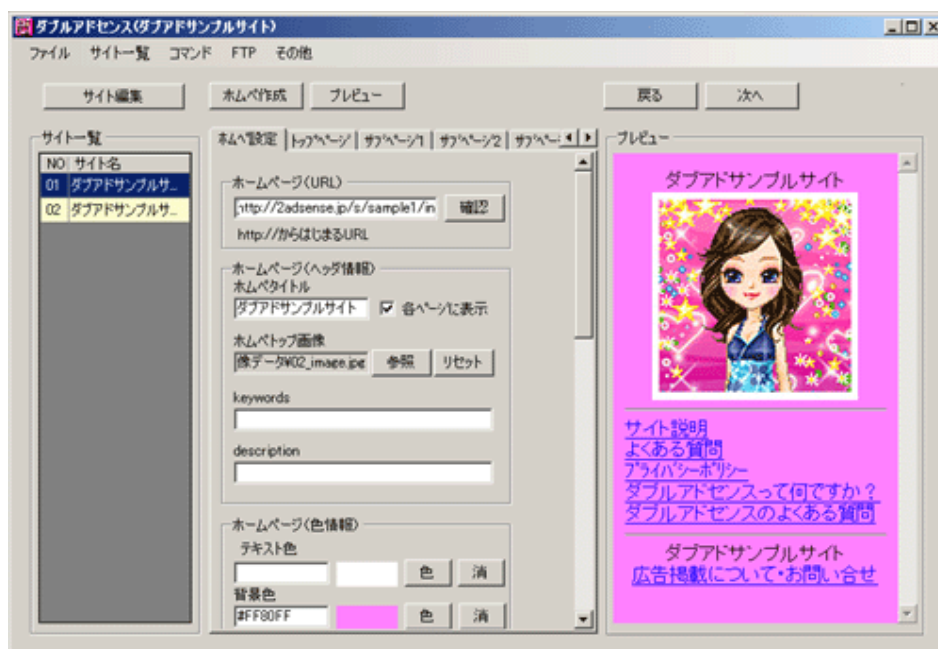 ダブルアドセンス(ダブアドサンプルサイト)
ファイル サイト一覧 コマンド FTP その他
サイト編集 ホムペ作成 プレビュー 戻る 次へ
サイト一覧
NO サイト名
01 ダブアドサンプルサ..
02 ダブアドサンプルサ..
ホムペ設定 トップページ サブページ1 サブページ2 サブペー
ホームページ(URL)
http://2adsense.jp/s/sample1/in 確認
http://からはじまるURL
ホームページ(ヘッダ情報)
ホムペタイトル
ダブアドサンプルサイト 各ページに表示
ホムペトップ画像
像データ¥02_image.jpg 参照 リセット
keywords
description
ホームページ(色情報)
テキスト色
色 消
背景色
#FF80FF 色 消
プレビュー
ダブアドサンプルサイト
サイト説明
よくある質問
プライバシーポリシー
ダブルアドセンスって何ですか？
ダブルアドセンスのよくある質問
ダブアドサンプルサイト
広告掲載について・お問い合せ